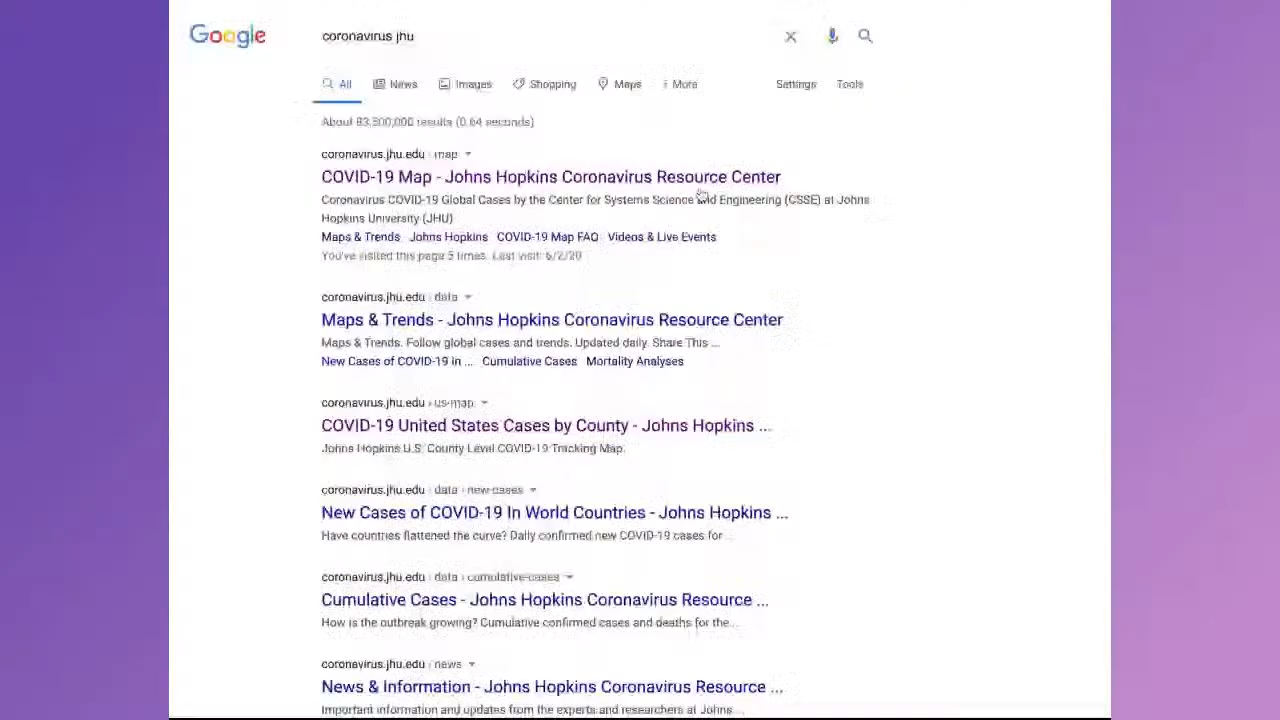 Google coronavirus jhu
All News Images Shopping Maps More Settings Tools
About 83,300,000 results (0.64 seconds)
coronavirus.jhu.edu › map
COVID-19 Map - Johns Hopkins Coronavirus Resource Center
Coronavirus COVID-19 Global Cases by the Center for Systems Science and Engineering (CSSE) at Johns
Hopkins University (JHU)
Maps & Trends Johns Hopkins COVID-19 Map FAQ Videos & Live Events
You've visited this page 5 times. Last visit: 6/2/20
coronavirus.jhu.edu › data
Maps & Trends - Johns Hopkins Coronavirus Resource Center
Maps & Trends. Follow global cases and trends. Updated daily. Share This ...
New Cases of COVID-19 In ... Cumulative Cases Mortality Analyses
coronavirus.jhu.edu › us-map
COVID-19 United States Cases by County - Johns Hopkins ...
Johns Hopkins U.S. County Level COVID-19 Tracking Map.
coronavirus.jhu.edu › data › new-cases
New Cases of COVID-19 In World Countries - Johns Hopkins ...
Have countries flattened the curve? Daily confirmed new COVID-19 cases for ...
coronavirus.jhu.edu › data › cumulative-cases
Cumulative Cases - Johns Hopkins Coronavirus Resource ...
How is the outbreak growing? Cumulative confirmed cases and deaths for the...
coronavirus.jhu.edu › news
News & Information - Johns Hopkins Coronavirus Resource ...
Important information and updates from the experts and researchers at Johns...